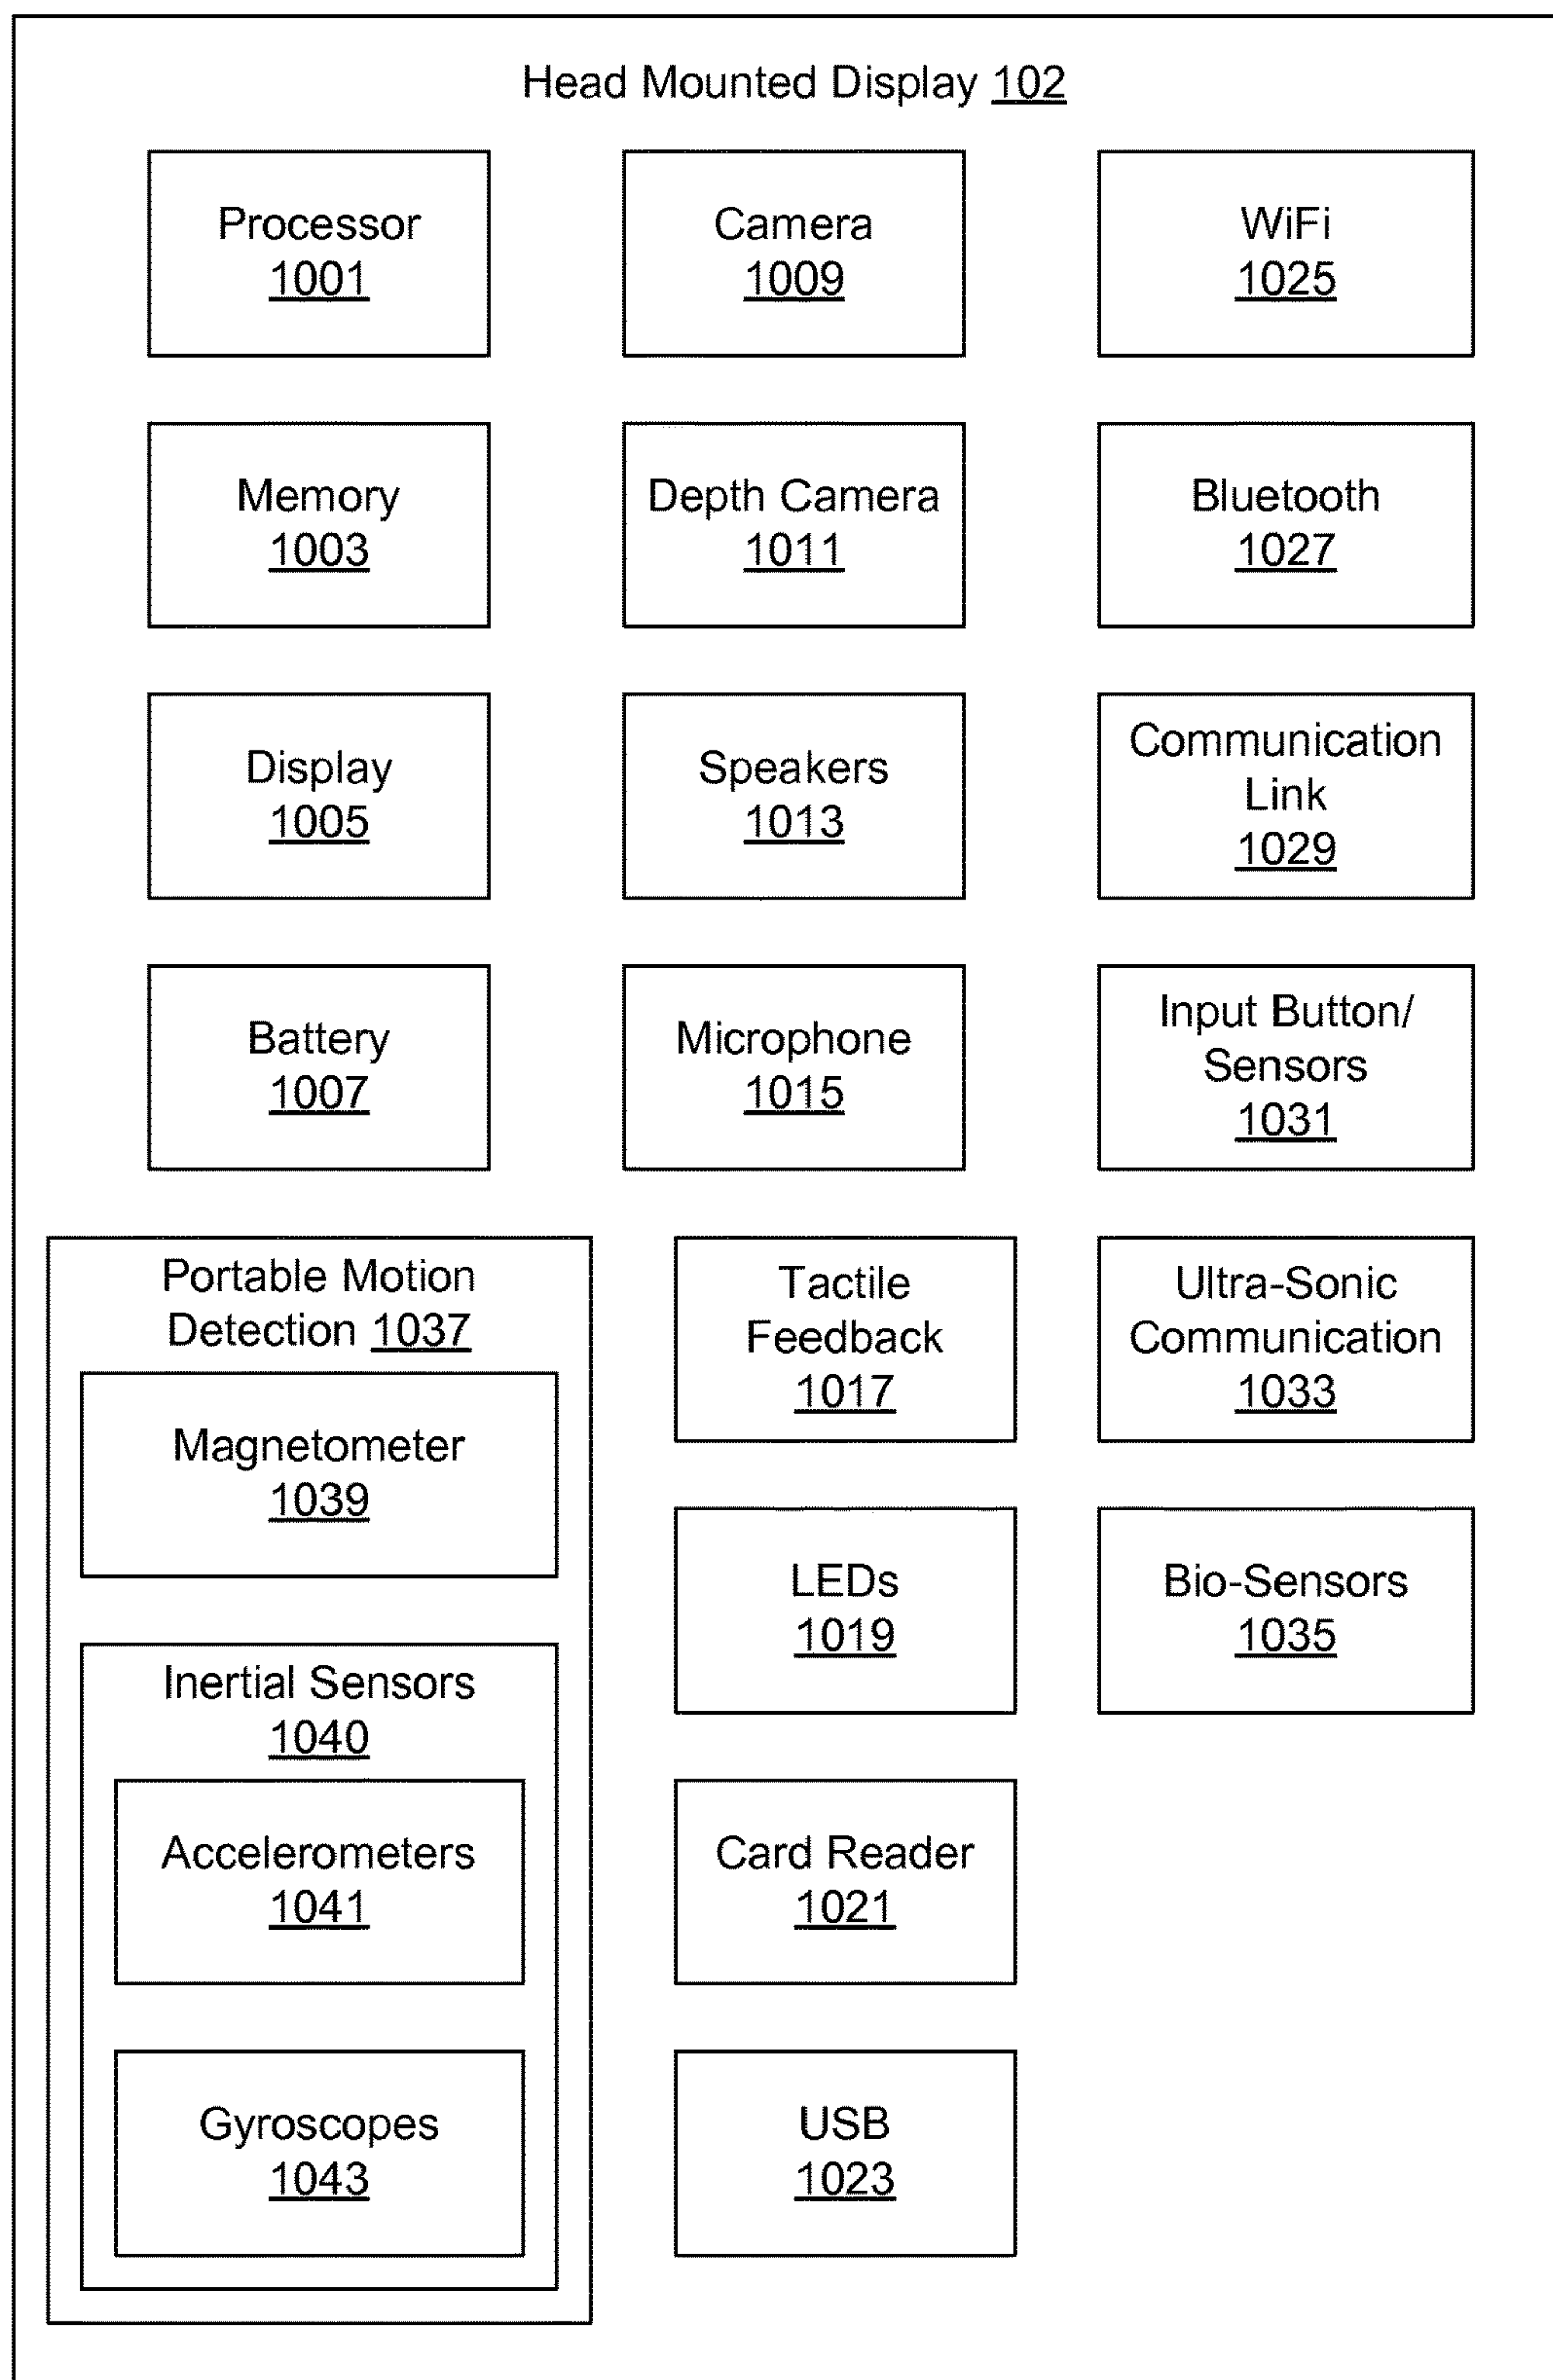 Head Mounted Display 102
Processor
1001
Camera
1009
WiFi
1025
Memory
1003
Depth Camera
1011
Bluetooth
1027
Display
1005
Speakers
1013
Communication
Link
1029
Battery
1007
Microphone
1015
Input Button/
Sensors
1031
Portable Motion
Detection 1037
Magnetometer
1039
Inertial Sensors
1040
Accelerometers
1041
Gyroscopes
1043
Tactile
Feedback
1017
Ultra-Sonic
Communication
1033
LEDs
1019
Bio-Sensors
1035
Card Reader
1021
USB
1023